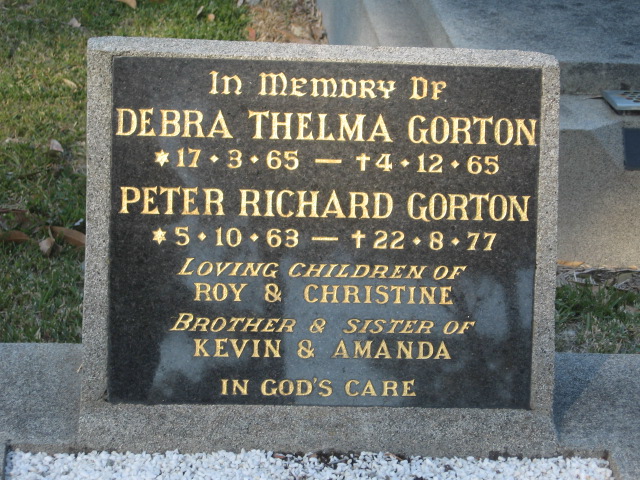 In Memory Of
DEBRA THELMA GORTON
✶17·3·65 — †4·12·65
PETER RICHARD GORTON
✶5·10·63 — †22·8·77
LOVING CHILDREN OF
ROY & CHRISTINE
BROTHER & SISTER OF
KEVIN & AMANDA
IN GOD'S CARE